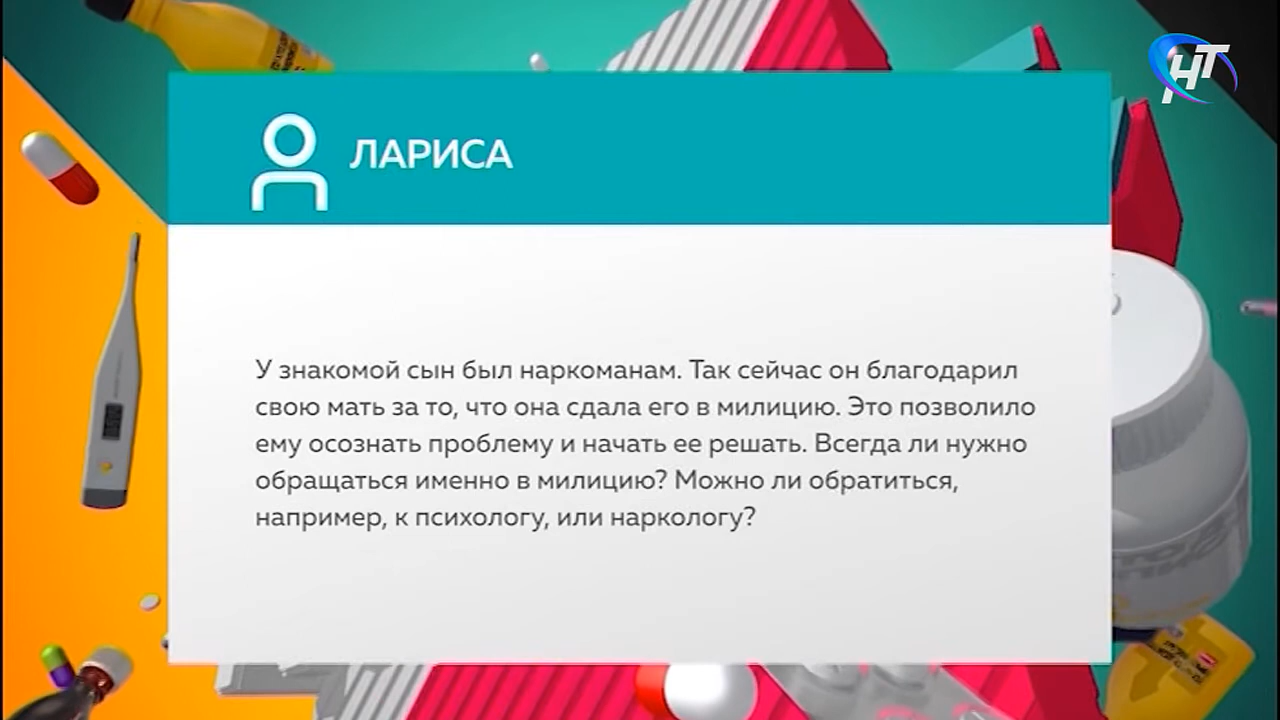 НТ
ЛАРИСА
У знакомой сын был наркоманам. Так сейчас он благодарил
свою мать за то, что она сдала его в милицию. Это позволило
ему осознать проблему и начать ее решать. Всегда ли нужно
обращаться именно в милицию? Можно ли обратиться,
например, к психологу, или наркологу?